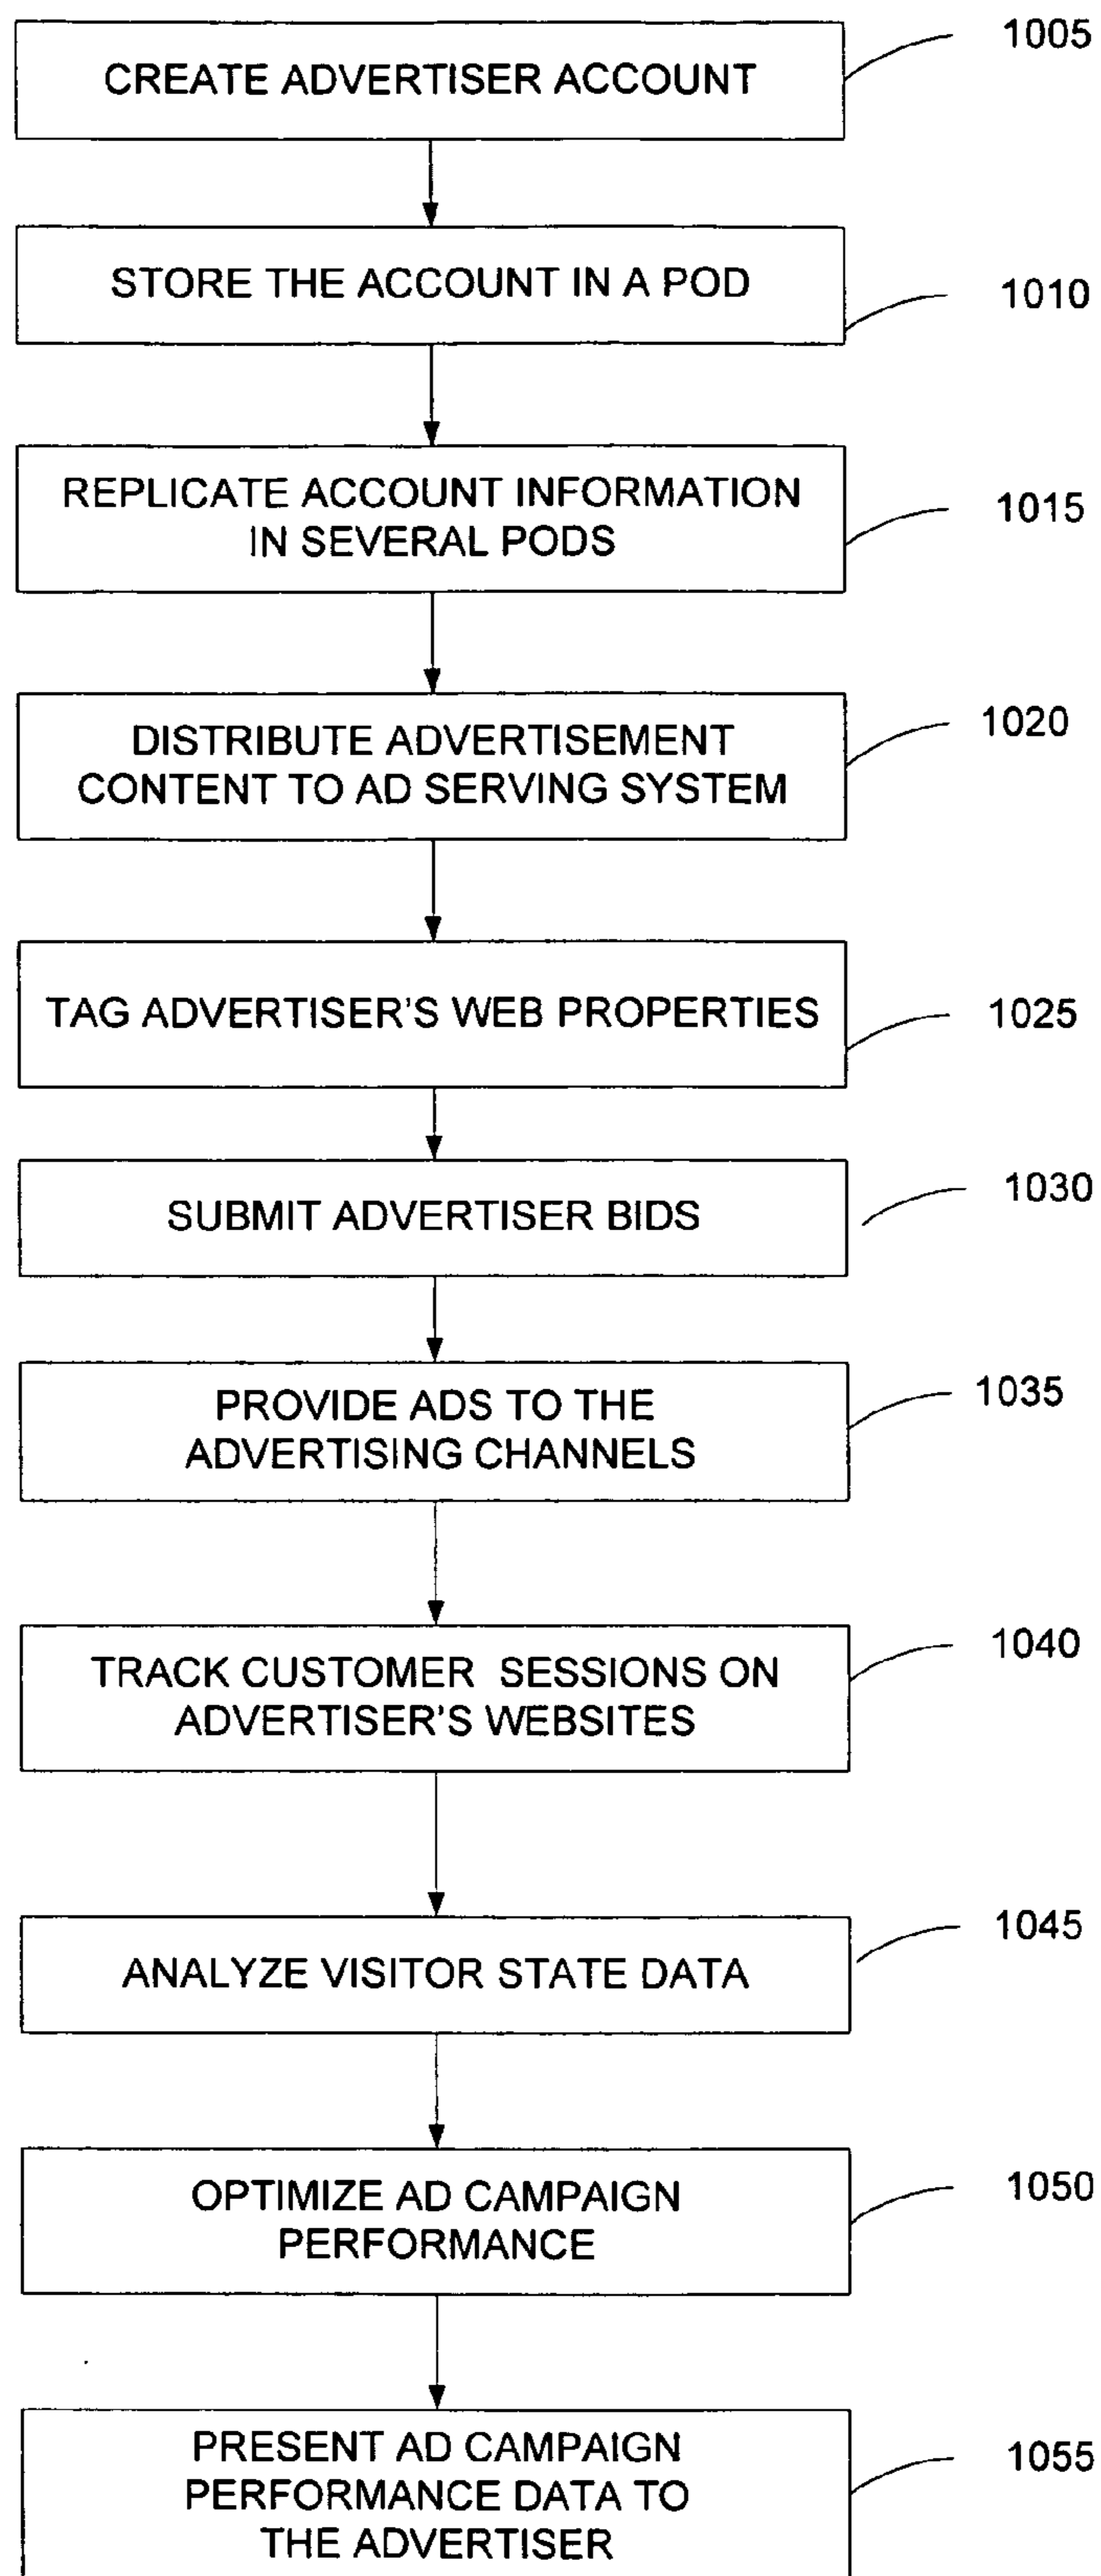 CREATE ADVERTISER ACCOUNT
1005
STORE THE ACCOUNT IN A POD
1010
REPLICATE ACCOUNT INFORMATION
IN SEVERAL PODS
1015
DISTRIBUTE ADVERTISEMENT
CONTENT TO AD SERVING SYSTEM
1020
TAG ADVERTISER'S WEB PROPERTIES
1025
SUBMIT ADVERTISER BIDS
1030
PROVIDE ADS TO THE
ADVERTISING CHANNELS
1035
TRACK CUSTOMER SESSIONS ON
ADVERTISER'S WEBSITES
1040
ANALYZE VISITOR STATE DATA
1045
OPTIMIZE AD CAMPAIGN
PERFORMANCE
1050
PRESENT AD CAMPAIGN
PERFORMANCE DATA TO
THE ADVERTISER
1055